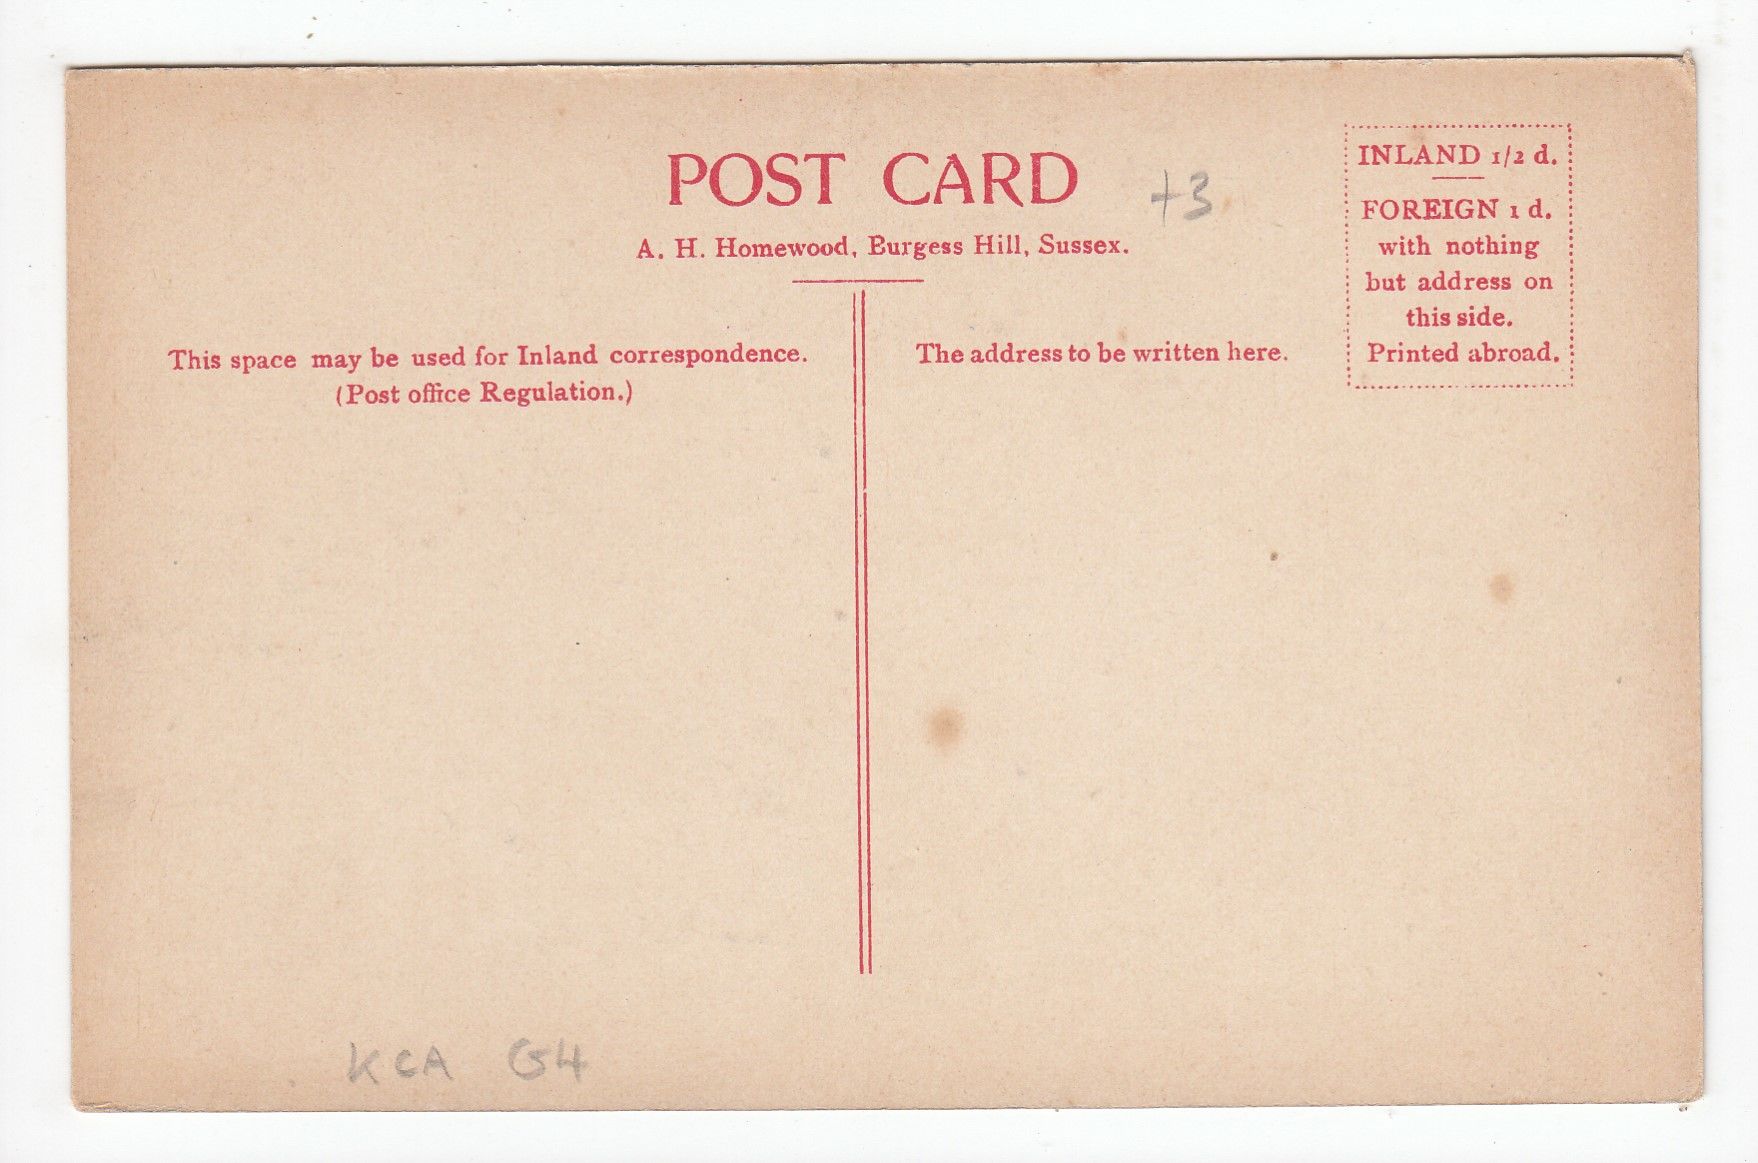 POST CARD
+3
A. H. Homewood, Burgess Hill, Sussex.
INLAND 1/2 d.
FOREIGN 1 d.
with nothing
but address on
this side.
Printed abroad.
This space may be used for Inland correspondence.
(Post office Regulation.)
The address to be written here.
KCA G4